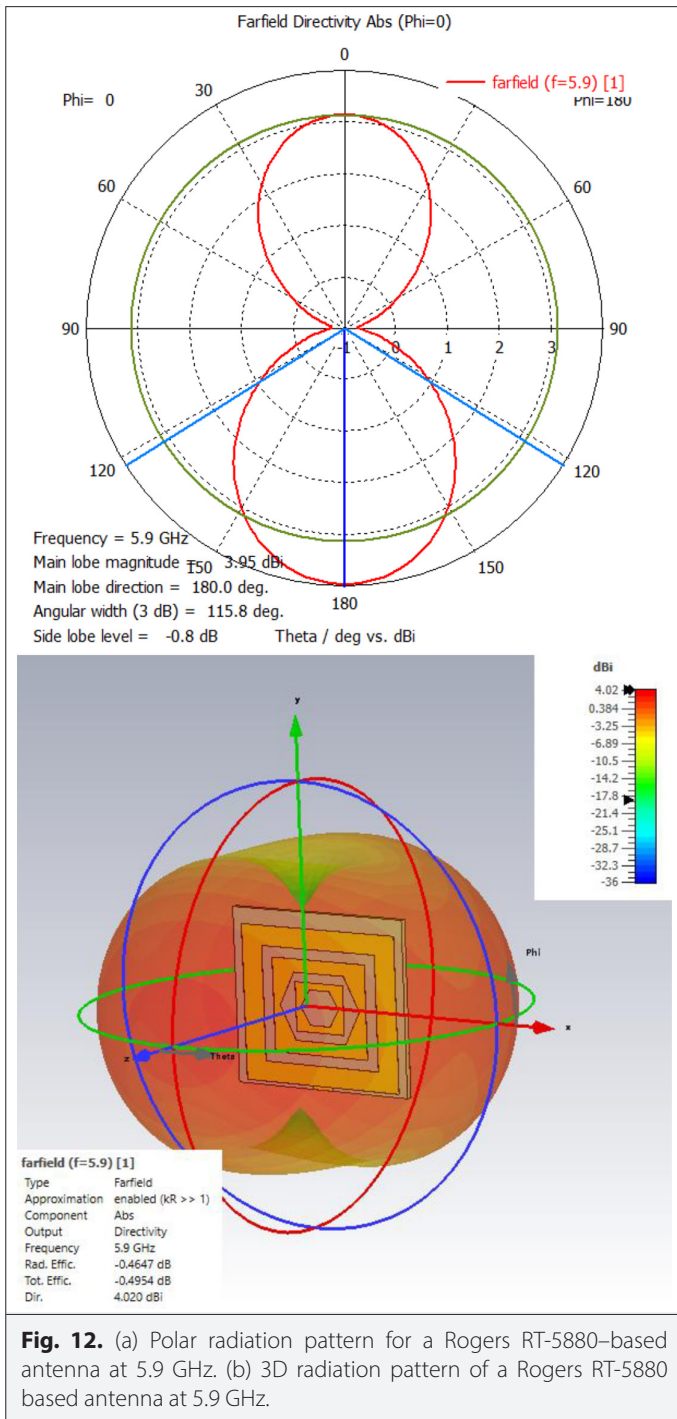 Farfield Directivity Abs (Phi=0)
0
farfield (f=5.9) [1]
Phi= 0
30
Phi=180
60
60
90
-1 0 1 2 3
90
120
120
Frequency = 5.9 GHz
Main lobe magnitude = 3.95 dBi
150
150
Main lobe direction = 180.0 deg.
180
Angular width (3 dB) = 115.8 deg.
Side lobe level = -0.8 dB
Theta / deg vs. dBi
dBi
4.02
0.384
-3.25
-6.89
-10.5
-14.2
-17.8
-21.4
-25.1
-28.7
-32.3
-36
y
Phi
x
z
Theta
farfield (f=5.9) [1]
Type Farfield
Approximation enabled (kR >> 1)
Component Abs
Output Directivity
Frequency 5.9 GHz
Rad. Effic. -0.4647 dB
Tot. Effic. -0.4954 dB
Dir. 4.020 dBi
Fig. 12. (a) Polar radiation pattern for a Rogers RT-5880–based
antenna at 5.9 GHz. (b) 3D radiation pattern of a Rogers RT-5880
based antenna at 5.9 GHz.